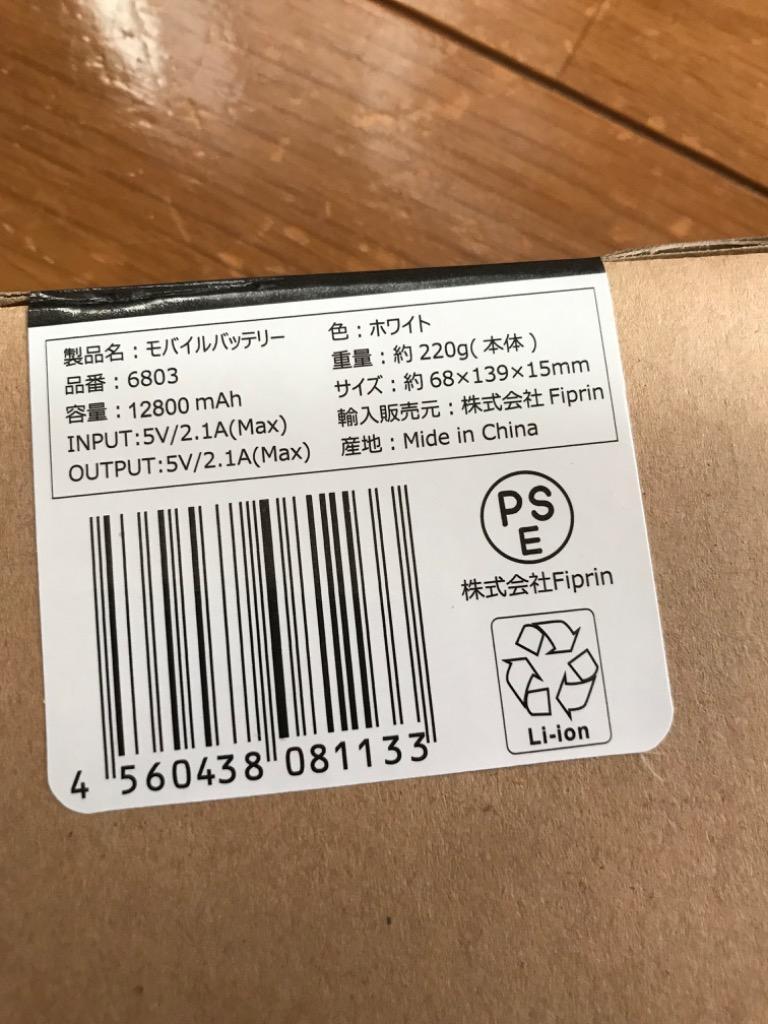 製品名：モバイルバッテリー
品番：6803
容量：12800 mAh
INPUT:5V/2.1A(Max)
OUTPUT:5V/2.1A(Max)
色：ホワイト
重量：約 220g( 本体 )
サイズ：約 68×139×15mm
輸入販売元：株式会社 Fiprin
産地：Mide in China
PS
E
株式会社Fiprin
Li-ion
4 560438 081133